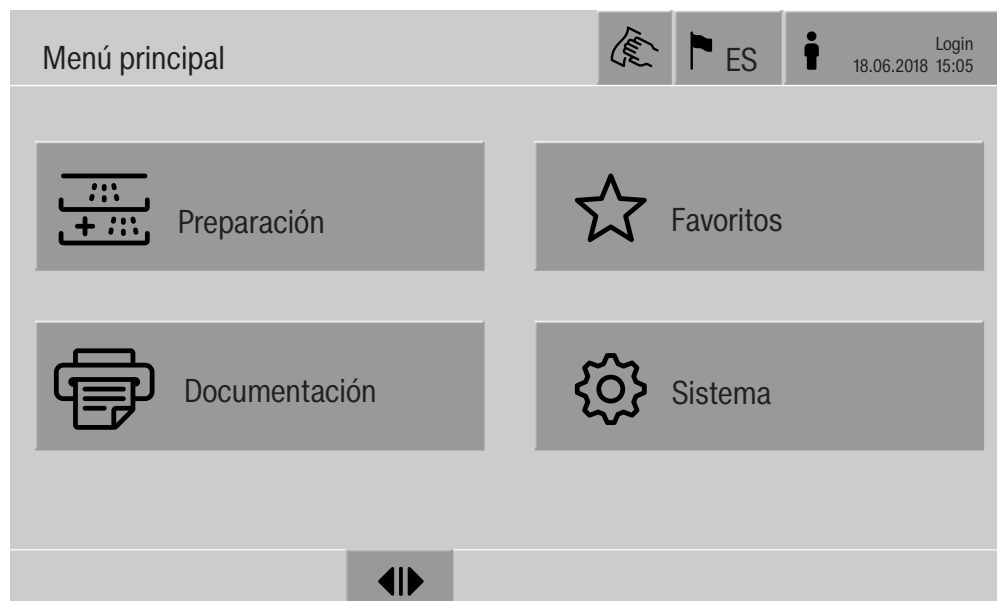 Menú principal
ES
Login
18.06.2018 15:05
Preparación
Favoritos
Documentación
Sistema